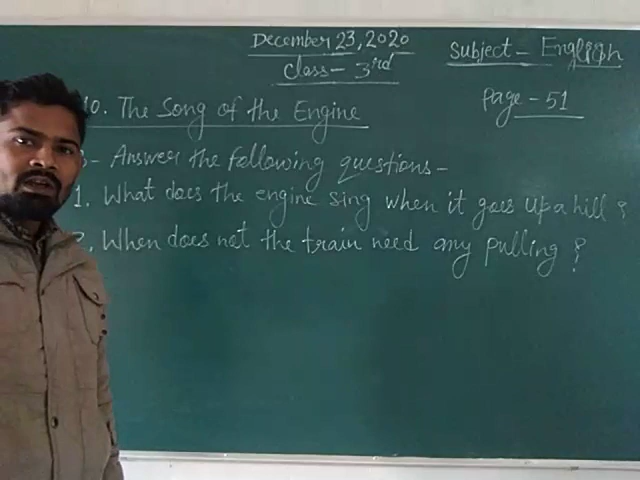 December 23, 2020
Subject - English
Class - 3rd
Page - 51
10. The Song of the Engine
- Answer the following questions -
1. What does the engine sing when it goes up a hill ?
2. When does not the train need any pulling ?